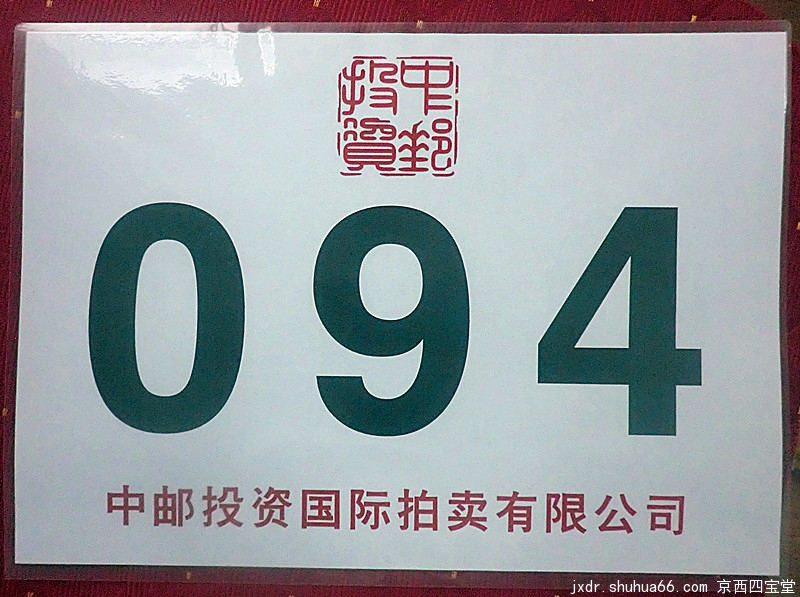 中郵
投資
094
中邮投资国际拍卖有限公司
jxdr.shuhua66.com 京西四宝堂